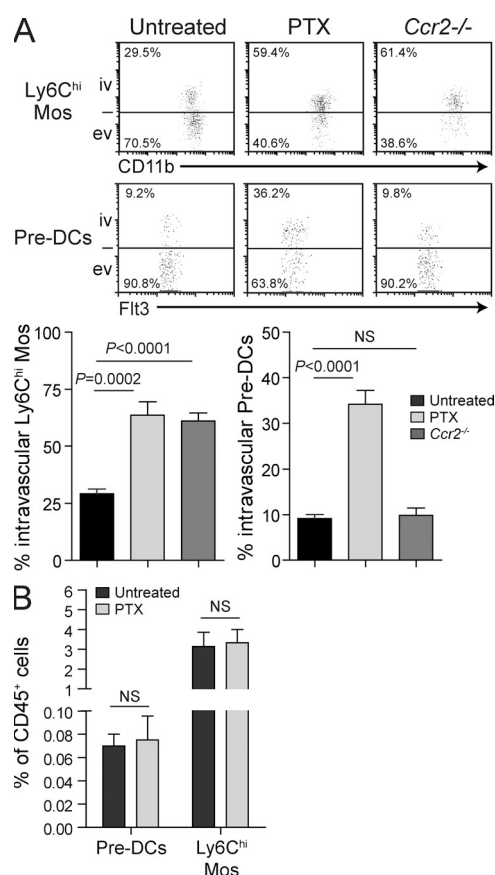 A
Untreated
PTX
Ccr2-/-
Ly6Chi
Mos
iv
ev
29.5%
70.5%
59.4%
40.6%
61.4%
38.6%
CD11b
Pre-DCs
iv
ev
9.2%
90.8%
36.2%
63.8%
9.8%
90.2%
Flt3
% intravascular Ly6Chi Mos
100
75
50
25
0
P<0.0001
P=0.0002
% intravascular Pre-DCs
50
40
30
20
10
0
NS
P<0.0001
Untreated
PTX
Ccr2-/-
B
% of CD45+ cells
6
5
4
3
2
1
0.10
0.08
0.06
0.04
0.02
0.00
Untreated
PTX
NS
NS
Pre-DCs
Ly6Chi
Mos